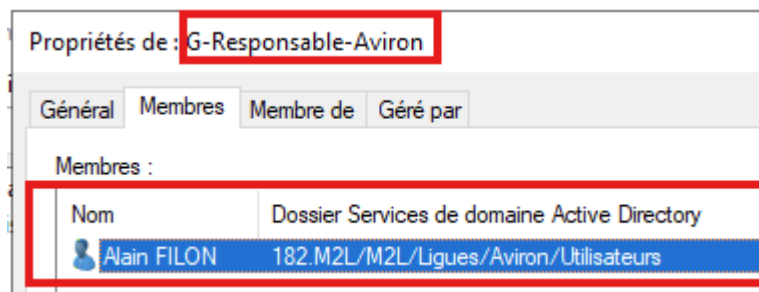 Propriétés de : G-Responsable-Aviron
Général Membres Membre de Géré par
Membres :
Nom Dossier Services de domaine Active Directory
Alain FILON 182.M2L/M2L/Ligues/Aviron/Utilisateurs